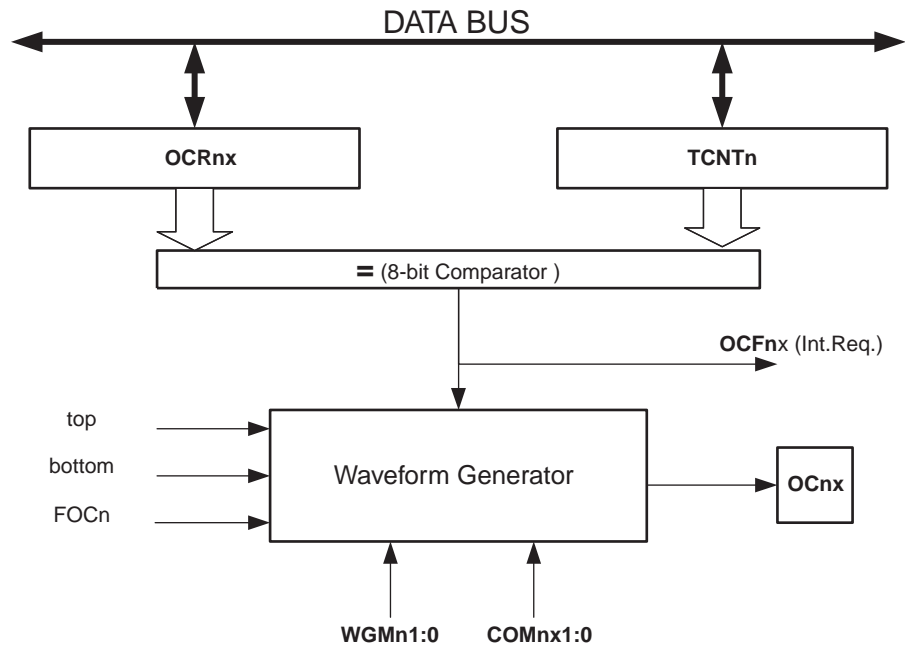 DATA BUS
OCRnx
TCNTn
= (8-bit Comparator )
OCFnx (Int.Req.)
top
bottom
FOCn
Waveform Generator
OCnx
WGMn1:0
COMnx1:0